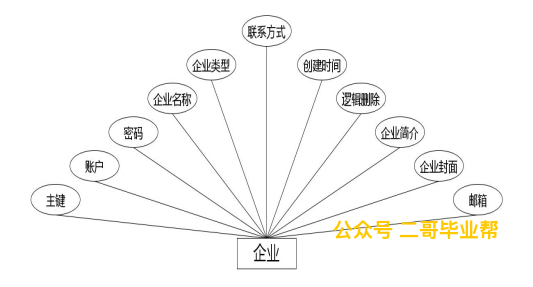 联系方式
企业类型
创建时间
企业名称
逻辑删除
密码
企业简介
账户
企业封面
主键
邮箱
公众号 二哥毕业帮
企业